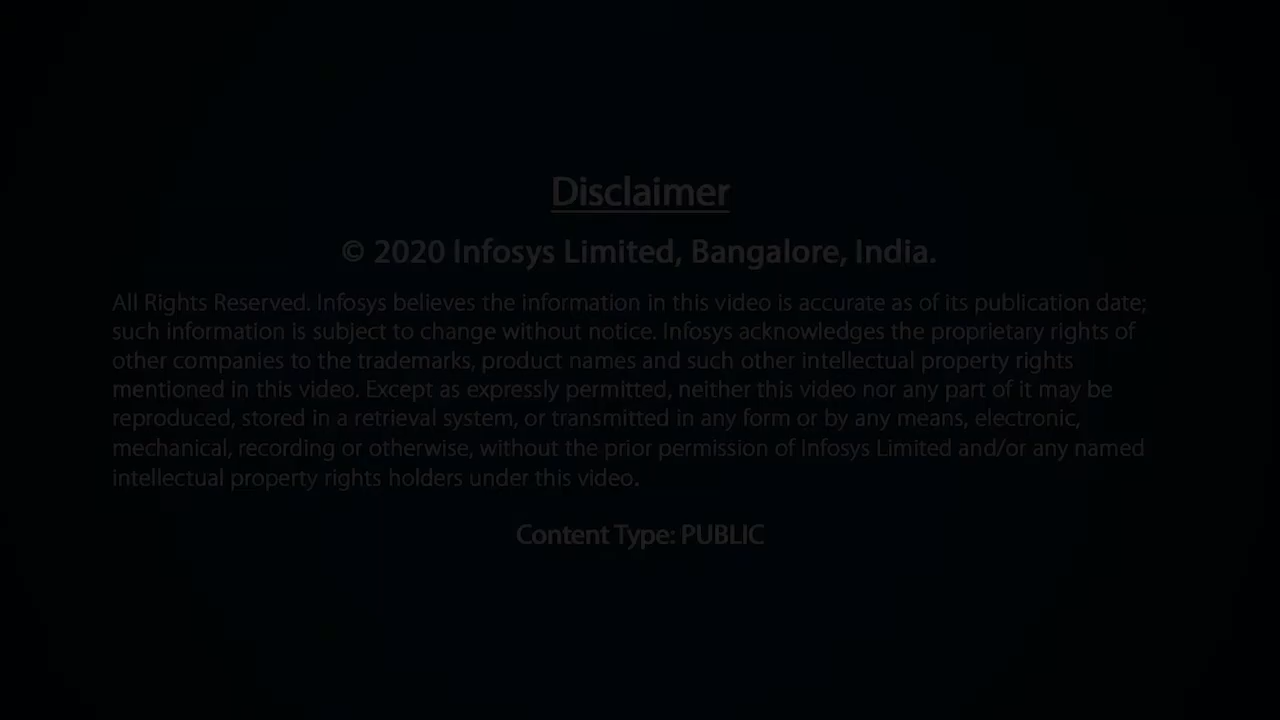 Disclaimer
© 2020 Infosys Limited, Bangalore, India.
All Rights Reserved. Infosys believes the information in this video is accurate as of its publication date;
such information is subject to change without notice. Infosys acknowledges the proprietary rights of
other companies to the trademarks, product names and such other intellectual property rights
mentioned in this video. Except as expressly permitted, neither this video nor any part of it may be
reproduced, stored in a retrieval system, or transmitted in any form or by any means, electronic,
mechanical, recording or otherwise, without the prior permission of Infosys Limited and/or any named
intellectual property rights holders under this video.
Content Type: PUBLIC